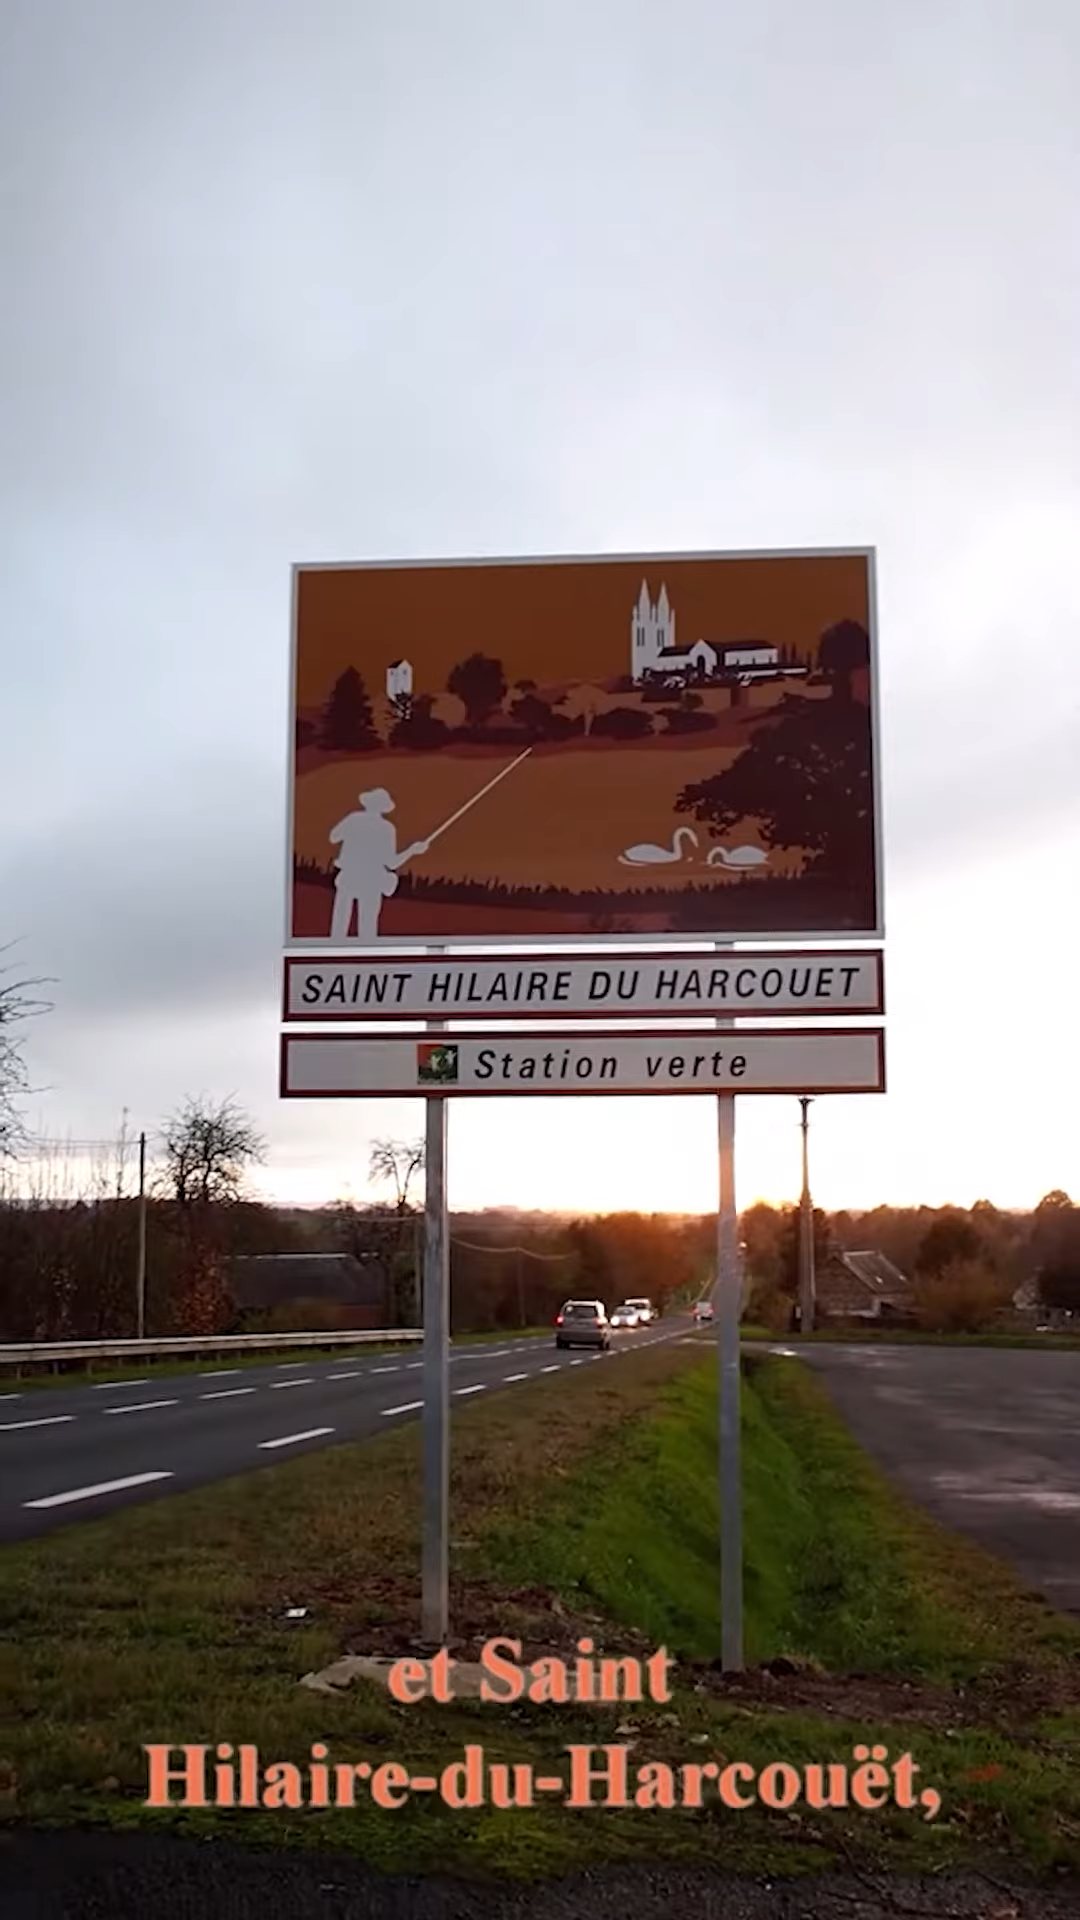 SAINT HILAIRE DU HARCOUET
Station verte
et Saint
Hilaire-du-Harcouët,